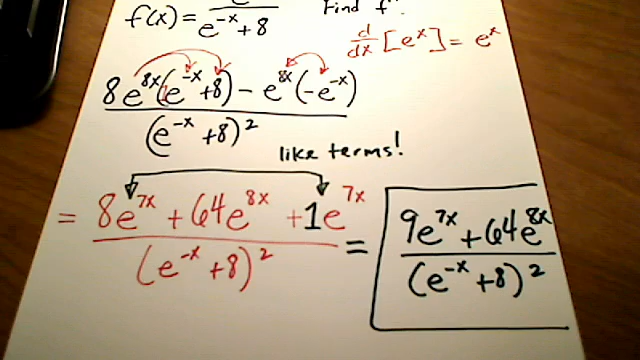 f(x) = e / e^-x + 8
Find f'
d/dx [e^x] = e^x
8e^8x (e^-x + 8) - e^8x (-e^-x) / (e^-x + 8)^2
like terms!
= 8e^7x + 64e^8x + 1e^7x / (e^-x + 8)^2
= 9e^7x + 64e^8x / (e^-x + 8)^2